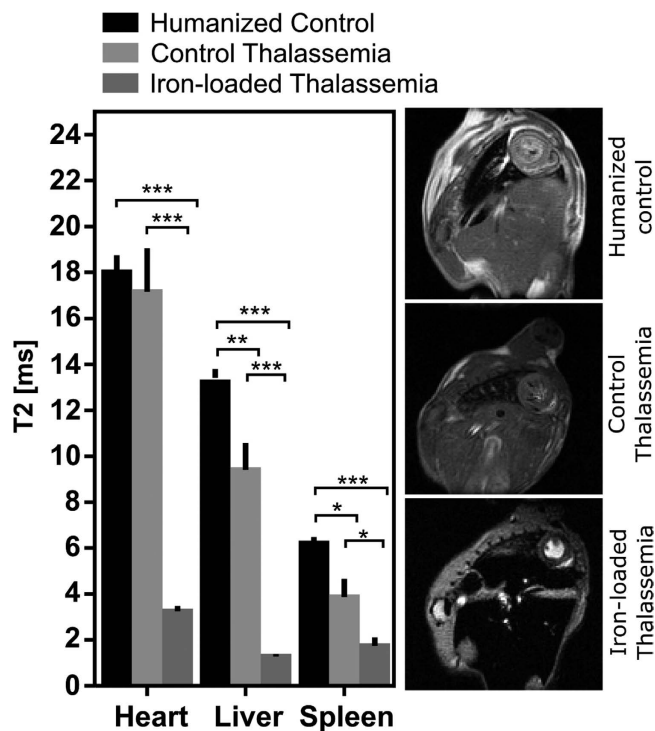 Humanized Control
Control Thalassemia
Iron-loaded Thalassemia
T2 [ms]
24
22
20
18
16
14
12
10
8
6
4
2
0
***
***
***
**
***
***
*
*
Heart Liver Spleen
Humanized
control
Control
Thalassemia
Iron-loaded
Thalassemia